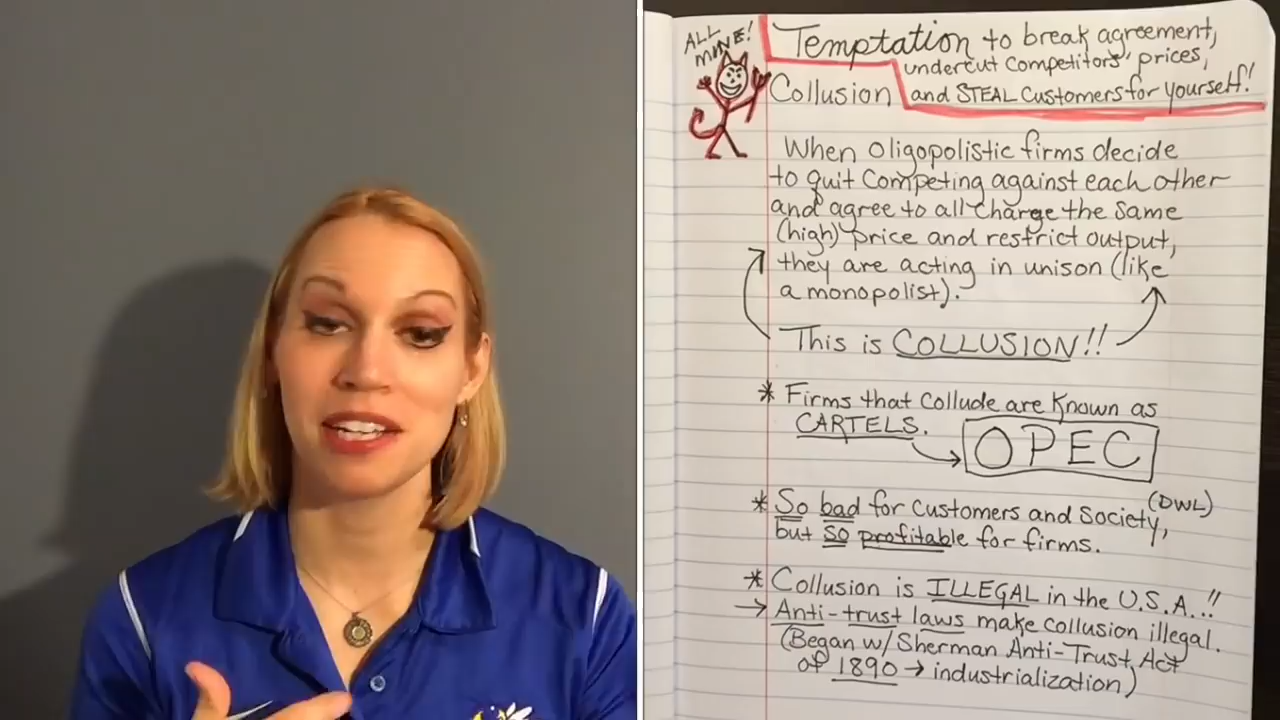 ALL
MINE!
Temptation to break agreement,
undercut competitors' prices,
Collusion and STEAL customers for yourself!
When oligopolistic firms decide
to quit competing against each other
and agree to all charge the same
(high) price and restrict output,
they are acting in unison (like
a monopolist).
This is COLLUSION!!
* Firms that collude are known as
CARTELS.
OPEC
* So bad for customers and society, (DWL)
but so profitable for firms.
* Collusion is ILLEGAL in the U.S.A.!!
→ Anti-trust laws make collusion illegal.
(Began w/ Sherman Anti-Trust Act
of 1890 → industrialization)